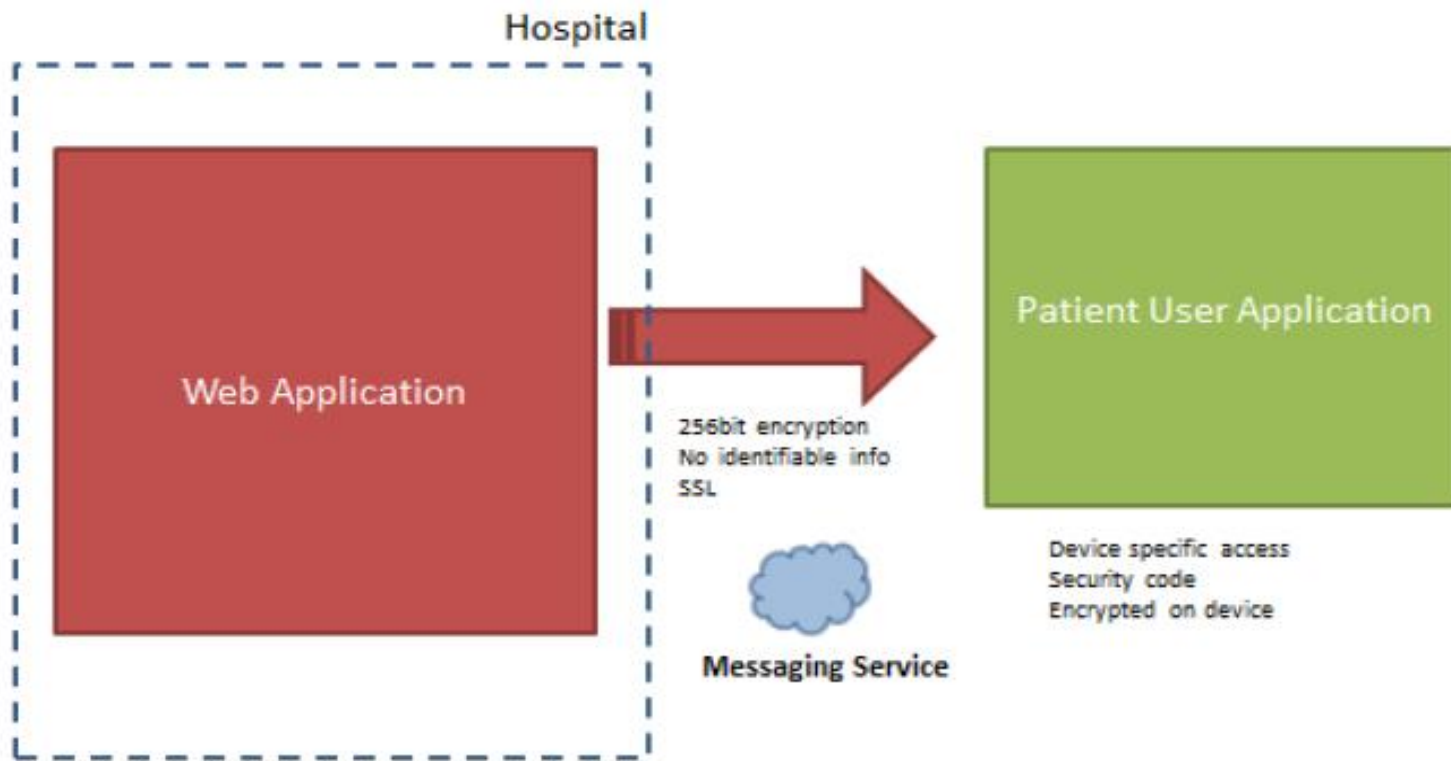 Hospital
Web Application
Patient User Application
256bit encryption
No identifiable info
SSL
Device specific access
Security code
Encrypted on device
Messaging Service